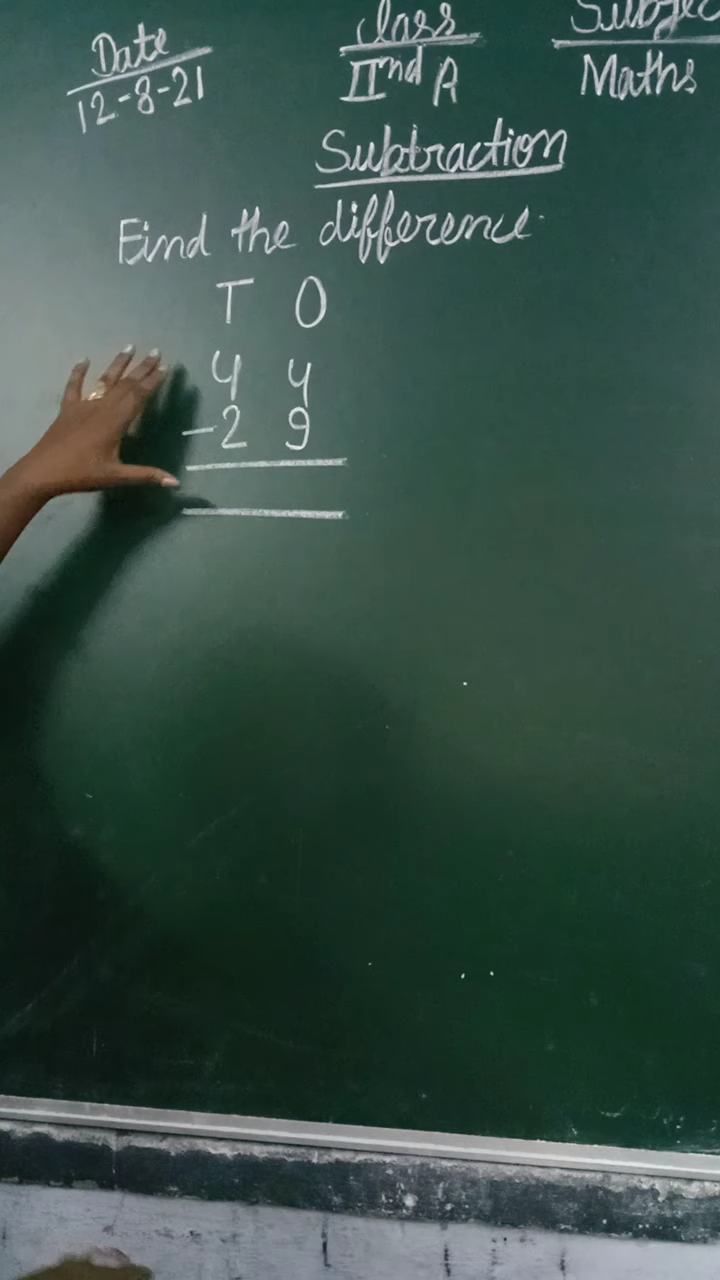 Date
12-8-21
Class
IInd A
Maths
Subtraction
Find the difference.
T O
4 4
-2 9